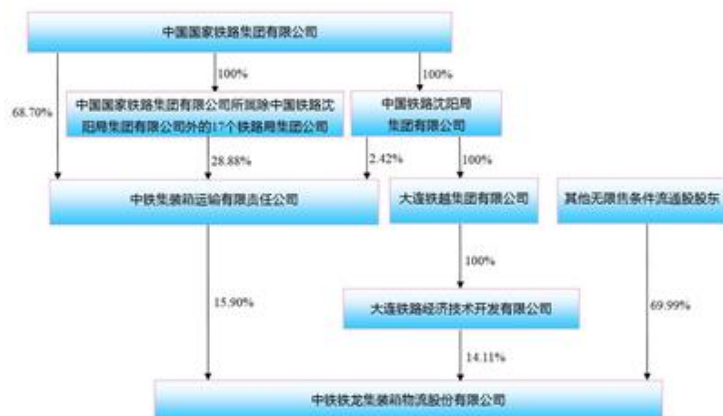 中国国家铁路集团有限公司
100%
100%
68.70%
中国国家铁路集团有限公司所属除中国铁路沈
阳局集团有限公司外的17个铁路局集团公司
中国铁路沈阳局
集团有限公司
28.88%
2.42%
100%
中铁集装箱运输有限责任公司
大连铁越集团有限公司
其他无限售条件流通股股东
100%
15.90%
大连铁路经济技术开发有限公司
69.99%
14.11%
中铁铁龙集装箱物流股份有限公司